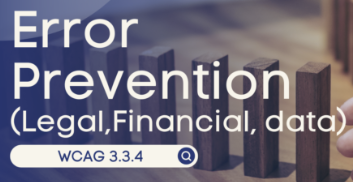 Error
Prevention
(Legal,Financial, data)
WCAG 3.3.4